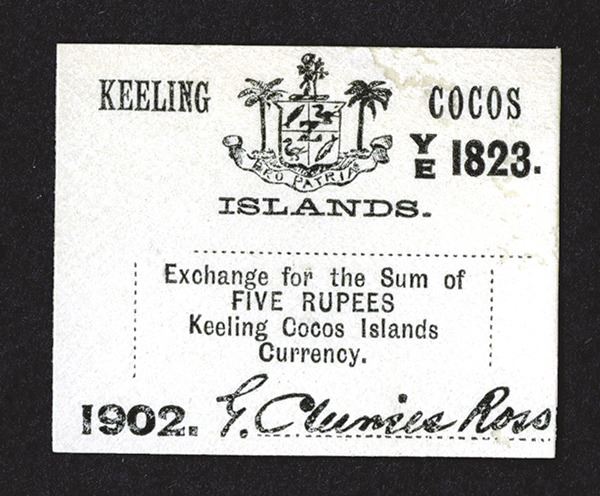 KEELING COCOS
YE 1823.
PRO PATRIA
ISLANDS.
Exchange for the Sum of
FIVE RUPEES
Keeling Cocos Islands
Currency.
1902. G. Clunies Ross